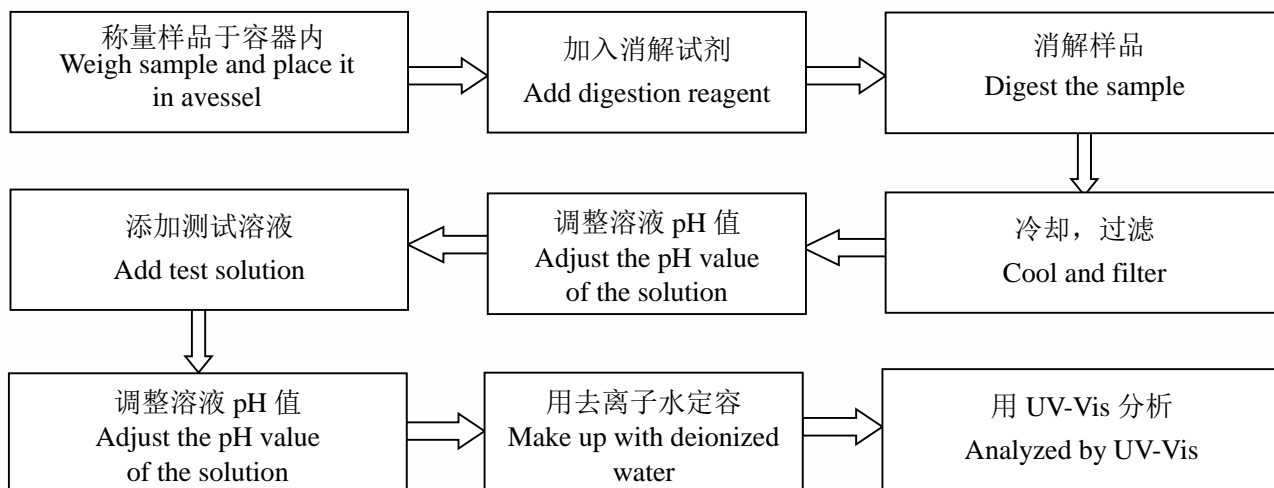 称量样品于容器内
Weigh sample and place it
in avessel
加入消解试剂
Add digestion reagent
消解样品
Digest the sample
冷却，过滤
Cool and filter
调整溶液 pH 值
Adjust the pH value
of the solution
添加测试溶液
Add test solution
调整溶液 pH 值
Adjust the pH value
of the solution
用去离子水定容
Make up with deionized
water
用 UV-Vis 分析
Analyzed by UV-Vis